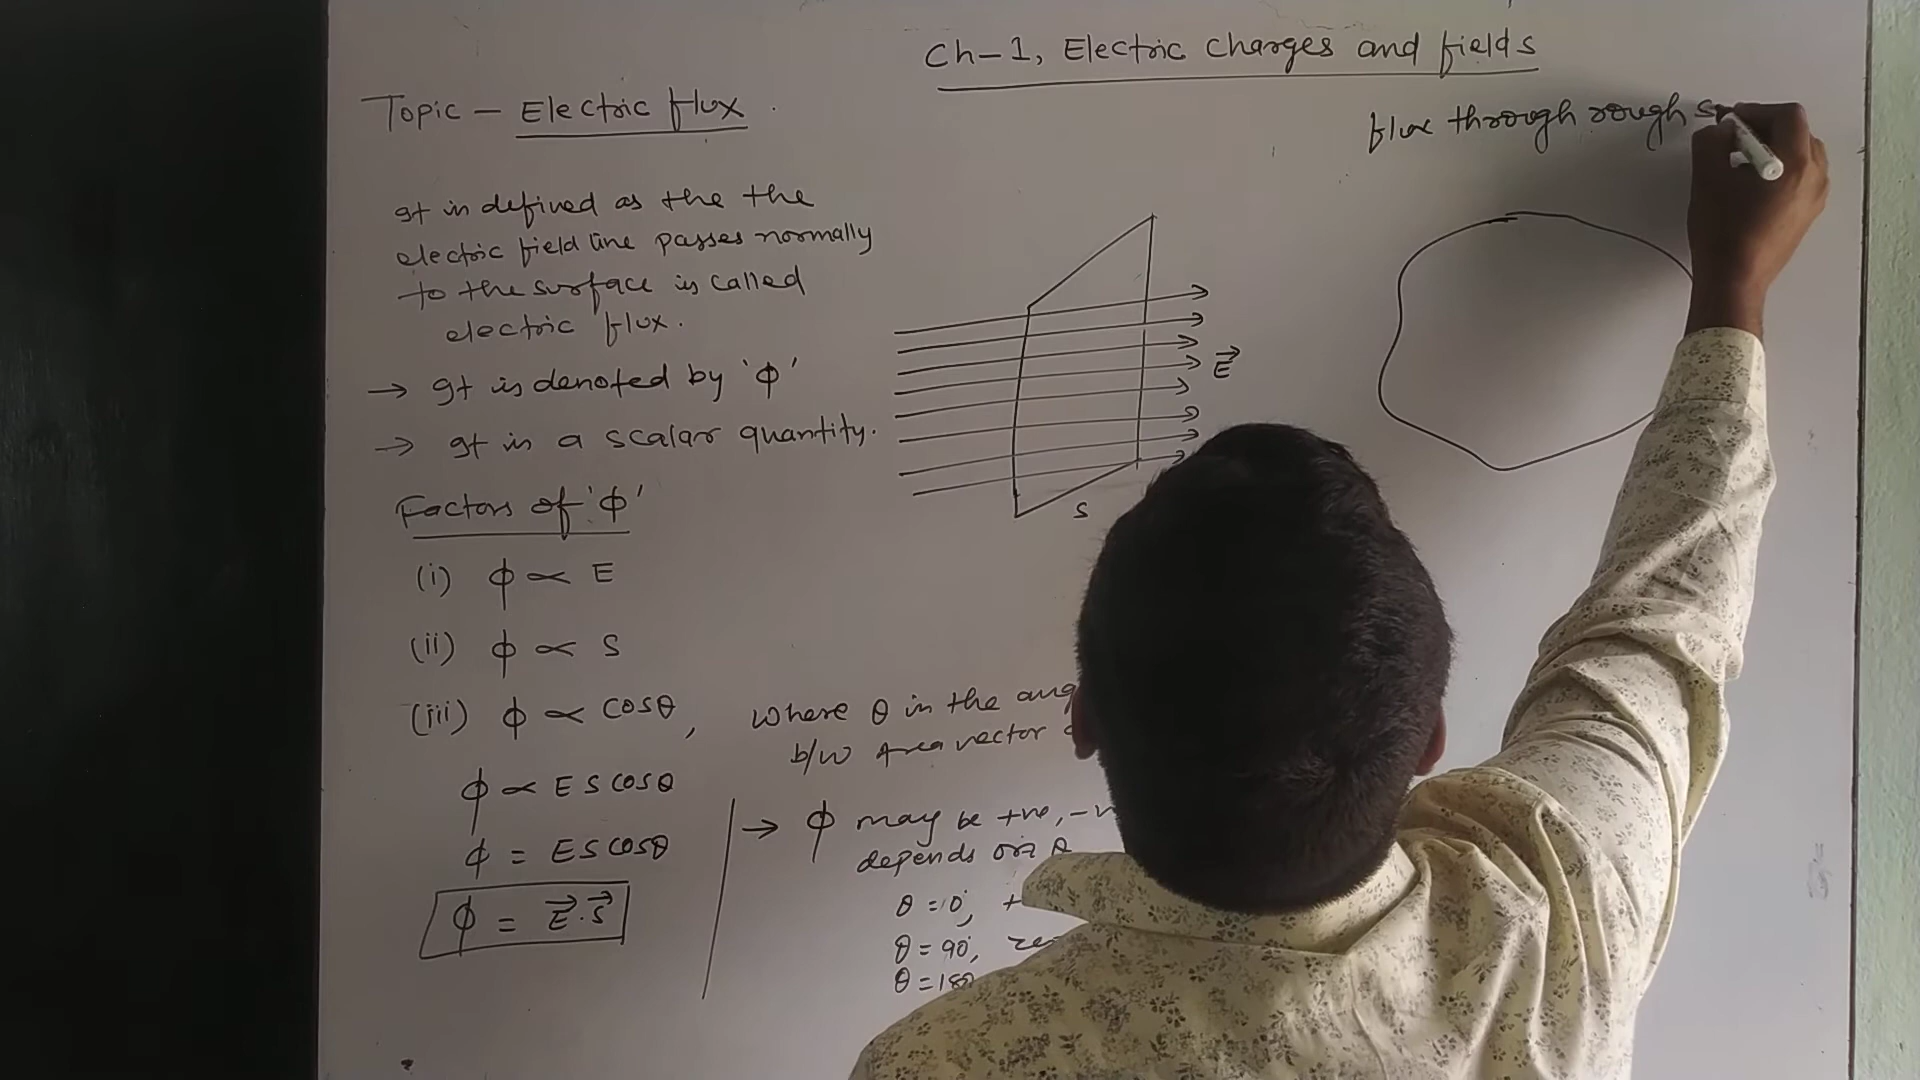 Ch-1, Electric Charges and fields
Topic - Electric flux.
It is defined as the the
electric field line passes normally
to the surface is called
electric flux.
→ It is denoted by 'ϕ'
→ It is a scalar quantity.
Factors of 'ϕ'
(i) ϕ ∝ E
(ii) ϕ ∝ S
(iii) ϕ ∝ cosθ, where θ is the
b/w Area vector
ϕ ∝ E S cosθ
ϕ = E S cosθ
ϕ = E⃗.S⃗
→ ϕ may be +ve,
depends on θ
θ = 0°,
θ = 90°,
θ = 180
E⃗
S
flux through rough